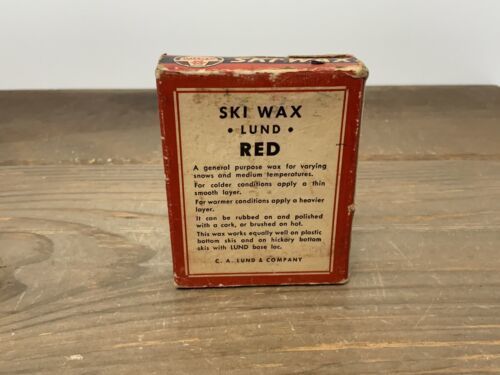 SKI WAX
SKI WAX
• LUND •
RED
A general purpose wax for varying
snows and medium temperatures.
For colder conditions apply a thin
smooth layer.
For warmer conditions apply a heavier
layer.
It can be rubbed on and polished
with a cork, or brushed on hot.
This wax works equally well on plastic
bottom skis and on hickory bottom
skis with LUND base lac.
C. A. LUND & COMPANY